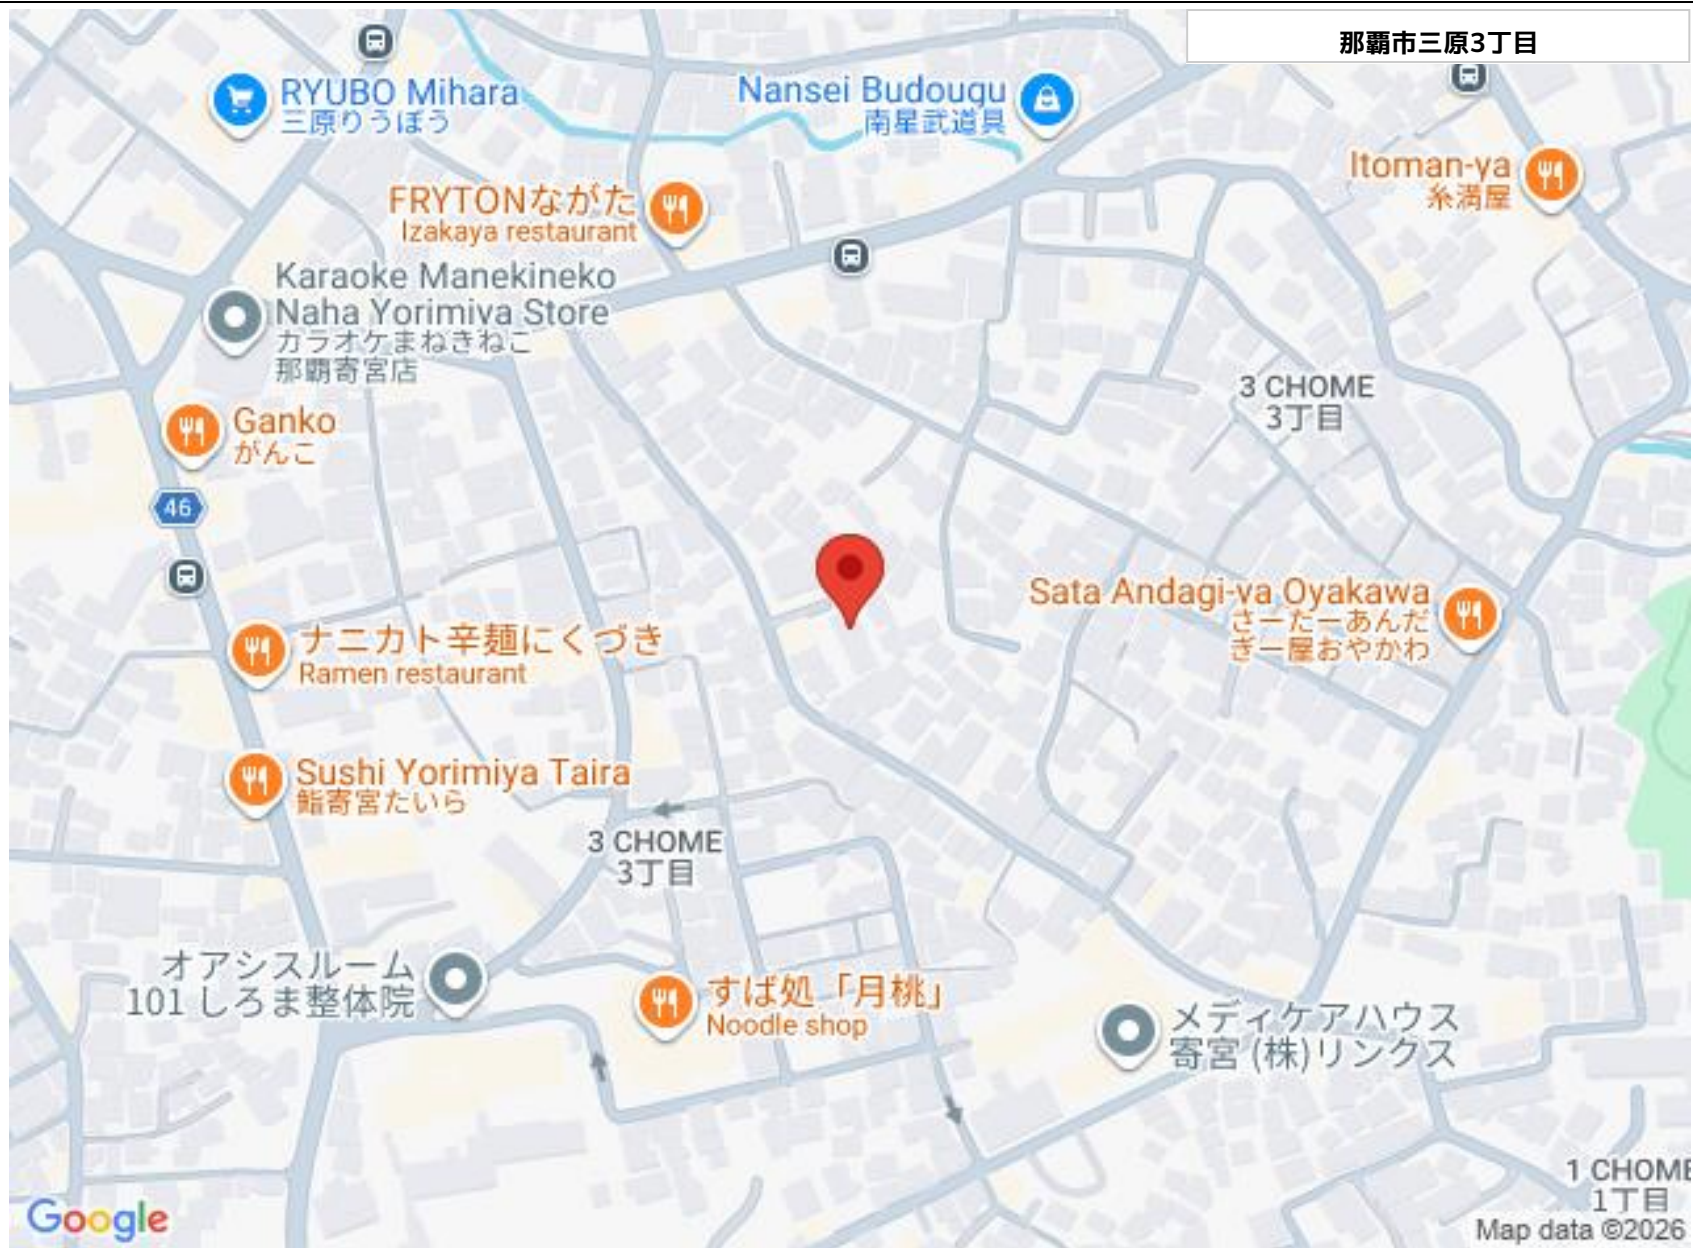 那覇市三原3丁目
RYUBO Mihara
三原りうぼう
Nansei Budougu
南星武道具
Itoman-ya
糸満屋
FRYTONながた
Izakaya restaurant
Karaoke Manekineko
Naha Yorimiya Store
カラオケまねきねこ
那覇寄宮店
3 CHOME
3丁目
Ganko
がんこ
46
Sata Andagi-ya Oyakawa
さーたーあんだ
ぎー屋おやかわ
ナニカト辛麺にくづき
Ramen restaurant
Sushi Yorimiya Taira
鮨寄宮たいら
3 CHOME
3丁目
オアシスルーム
101 しろま整体院
すば処「月桃」
Noodle shop
メディケアハウス
寄宮 (株)リンクス
1 CHOME
1丁目
Google
Map data ©2026